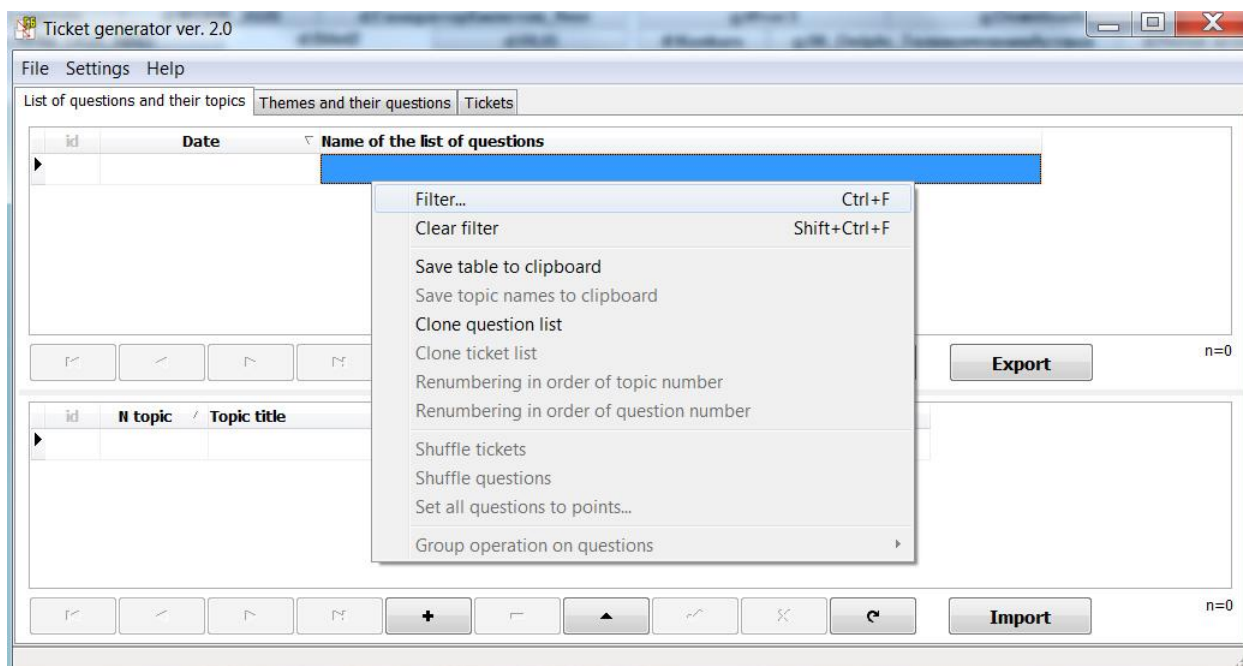 Ticket generator ver. 2.0
File Settings Help
List of questions and their topics Themes and their questions Tickets
id Date Name of the list of questions
Filter... Ctrl+F
Clear filter Shift+Ctrl+F
Save table to clipboard
Save topic names to clipboard
Clone question list
Clone ticket list
Renumbering in order of topic number
Renumbering in order of question number
Shuffle tickets
Shuffle questions
Set all questions to points...
Group operation on questions
Export n=0
id N topic Topic title
Import n=0